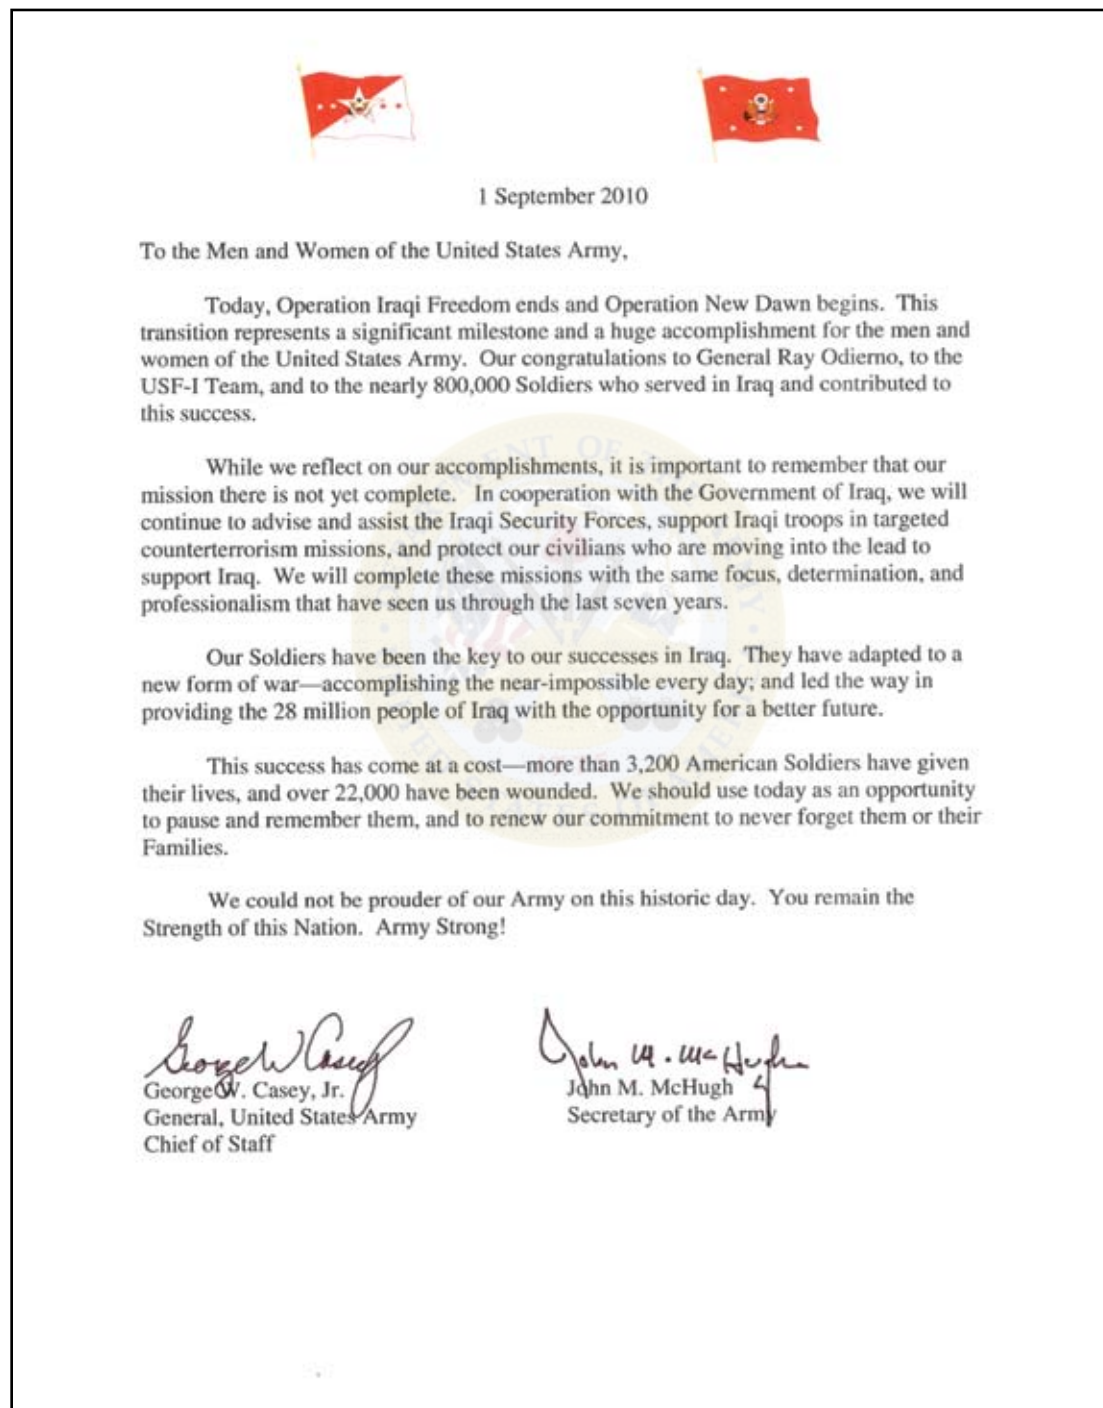 1 September 2010
To the Men and Women of the United States Army,
Today, Operation Iraqi Freedom ends and Operation New Dawn begins. This
transition represents a significant milestone and a huge accomplishment for the men and
women of the United States Army. Our congratulations to General Ray Odierno, to the
USF-I Team, and to the nearly 800,000 Soldiers who served in Iraq and contributed to
this success.
While we reflect on our accomplishments, it is important to remember that our
mission there is not yet complete. In cooperation with the Government of Iraq, we will
continue to advise and assist the Iraqi Security Forces, support Iraqi troops in targeted
counterterrorism missions, and protect our civilians who are moving into the lead to
support Iraq. We will complete these missions with the same focus, determination, and
professionalism that have seen us through the last seven years.
Our Soldiers have been the key to our successes in Iraq. They have adapted to a
new form of war—accomplishing the near-impossible every day; and led the way in
providing the 28 million people of Iraq with the opportunity for a better future.
This success has come at a cost—more than 3,200 American Soldiers have given
their lives, and over 22,000 have been wounded. We should use today as an opportunity
to pause and remember them, and to renew our commitment to never forget them or their
Families.
We could not be prouder of our Army on this historic day. You remain the
Strength of this Nation. Army Strong!
George W Casey
John M. McHugh
George W. Casey, Jr.
John M. McHugh
General, United States Army
Secretary of the Army
Chief of Staff